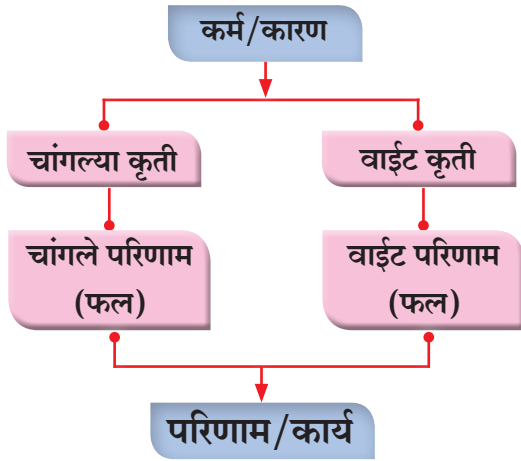 कर्म/कारण
चांगल्या कृती
वाईट कृती
चांगले परिणाम
(फल)
वाईट परिणाम
(फल)
परिणाम/कार्य